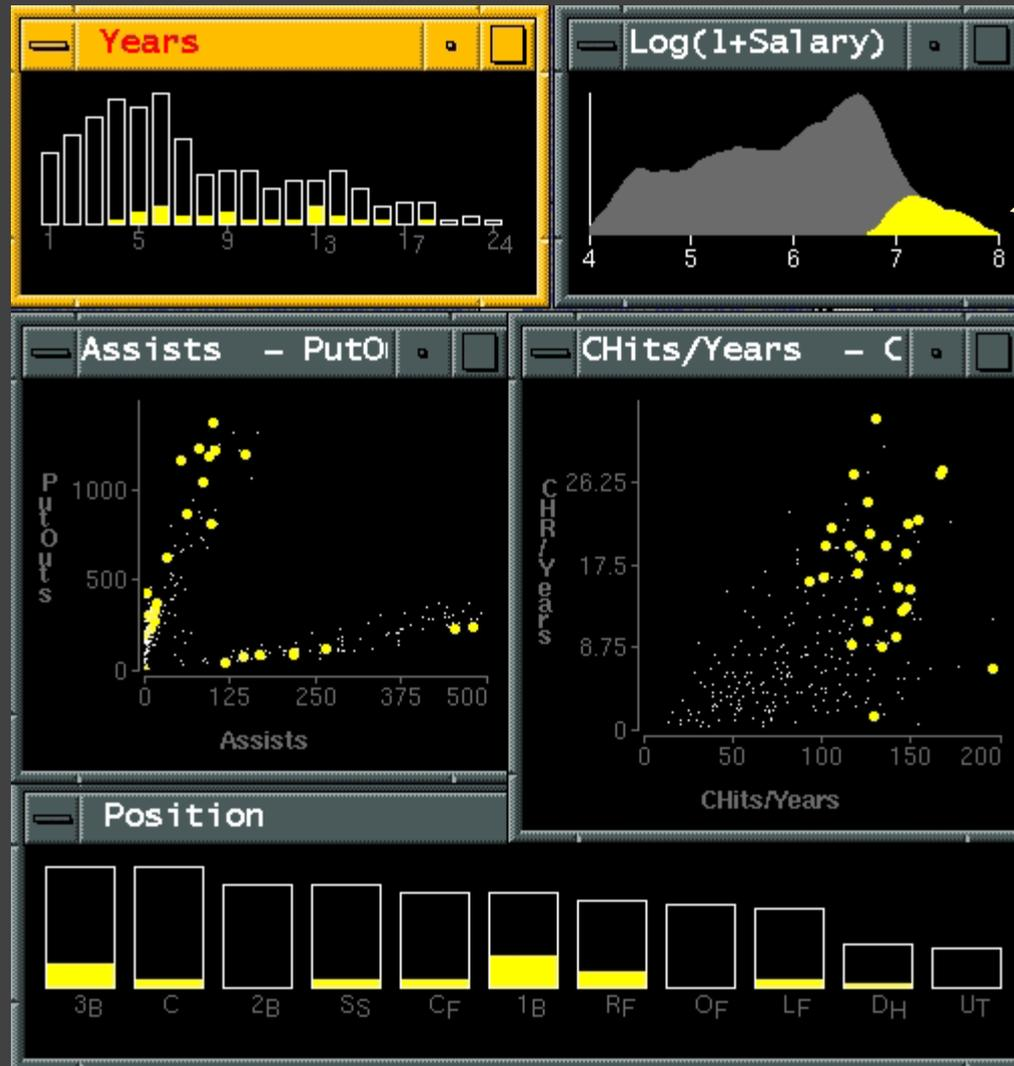 Years
1 5 9 13 17 24
Log(1+Salary)
4 5 6 7 8
Assists - PutO
PutOuts
1000
500
0
0 125 250 375 500
Assists
CHits/Years - C
CHR/Years
26.25
17.5
8.75
0
0 50 100 150 200
CHits/Years
Position
3B C 2B SS CF 1B RF OF LF DH UT